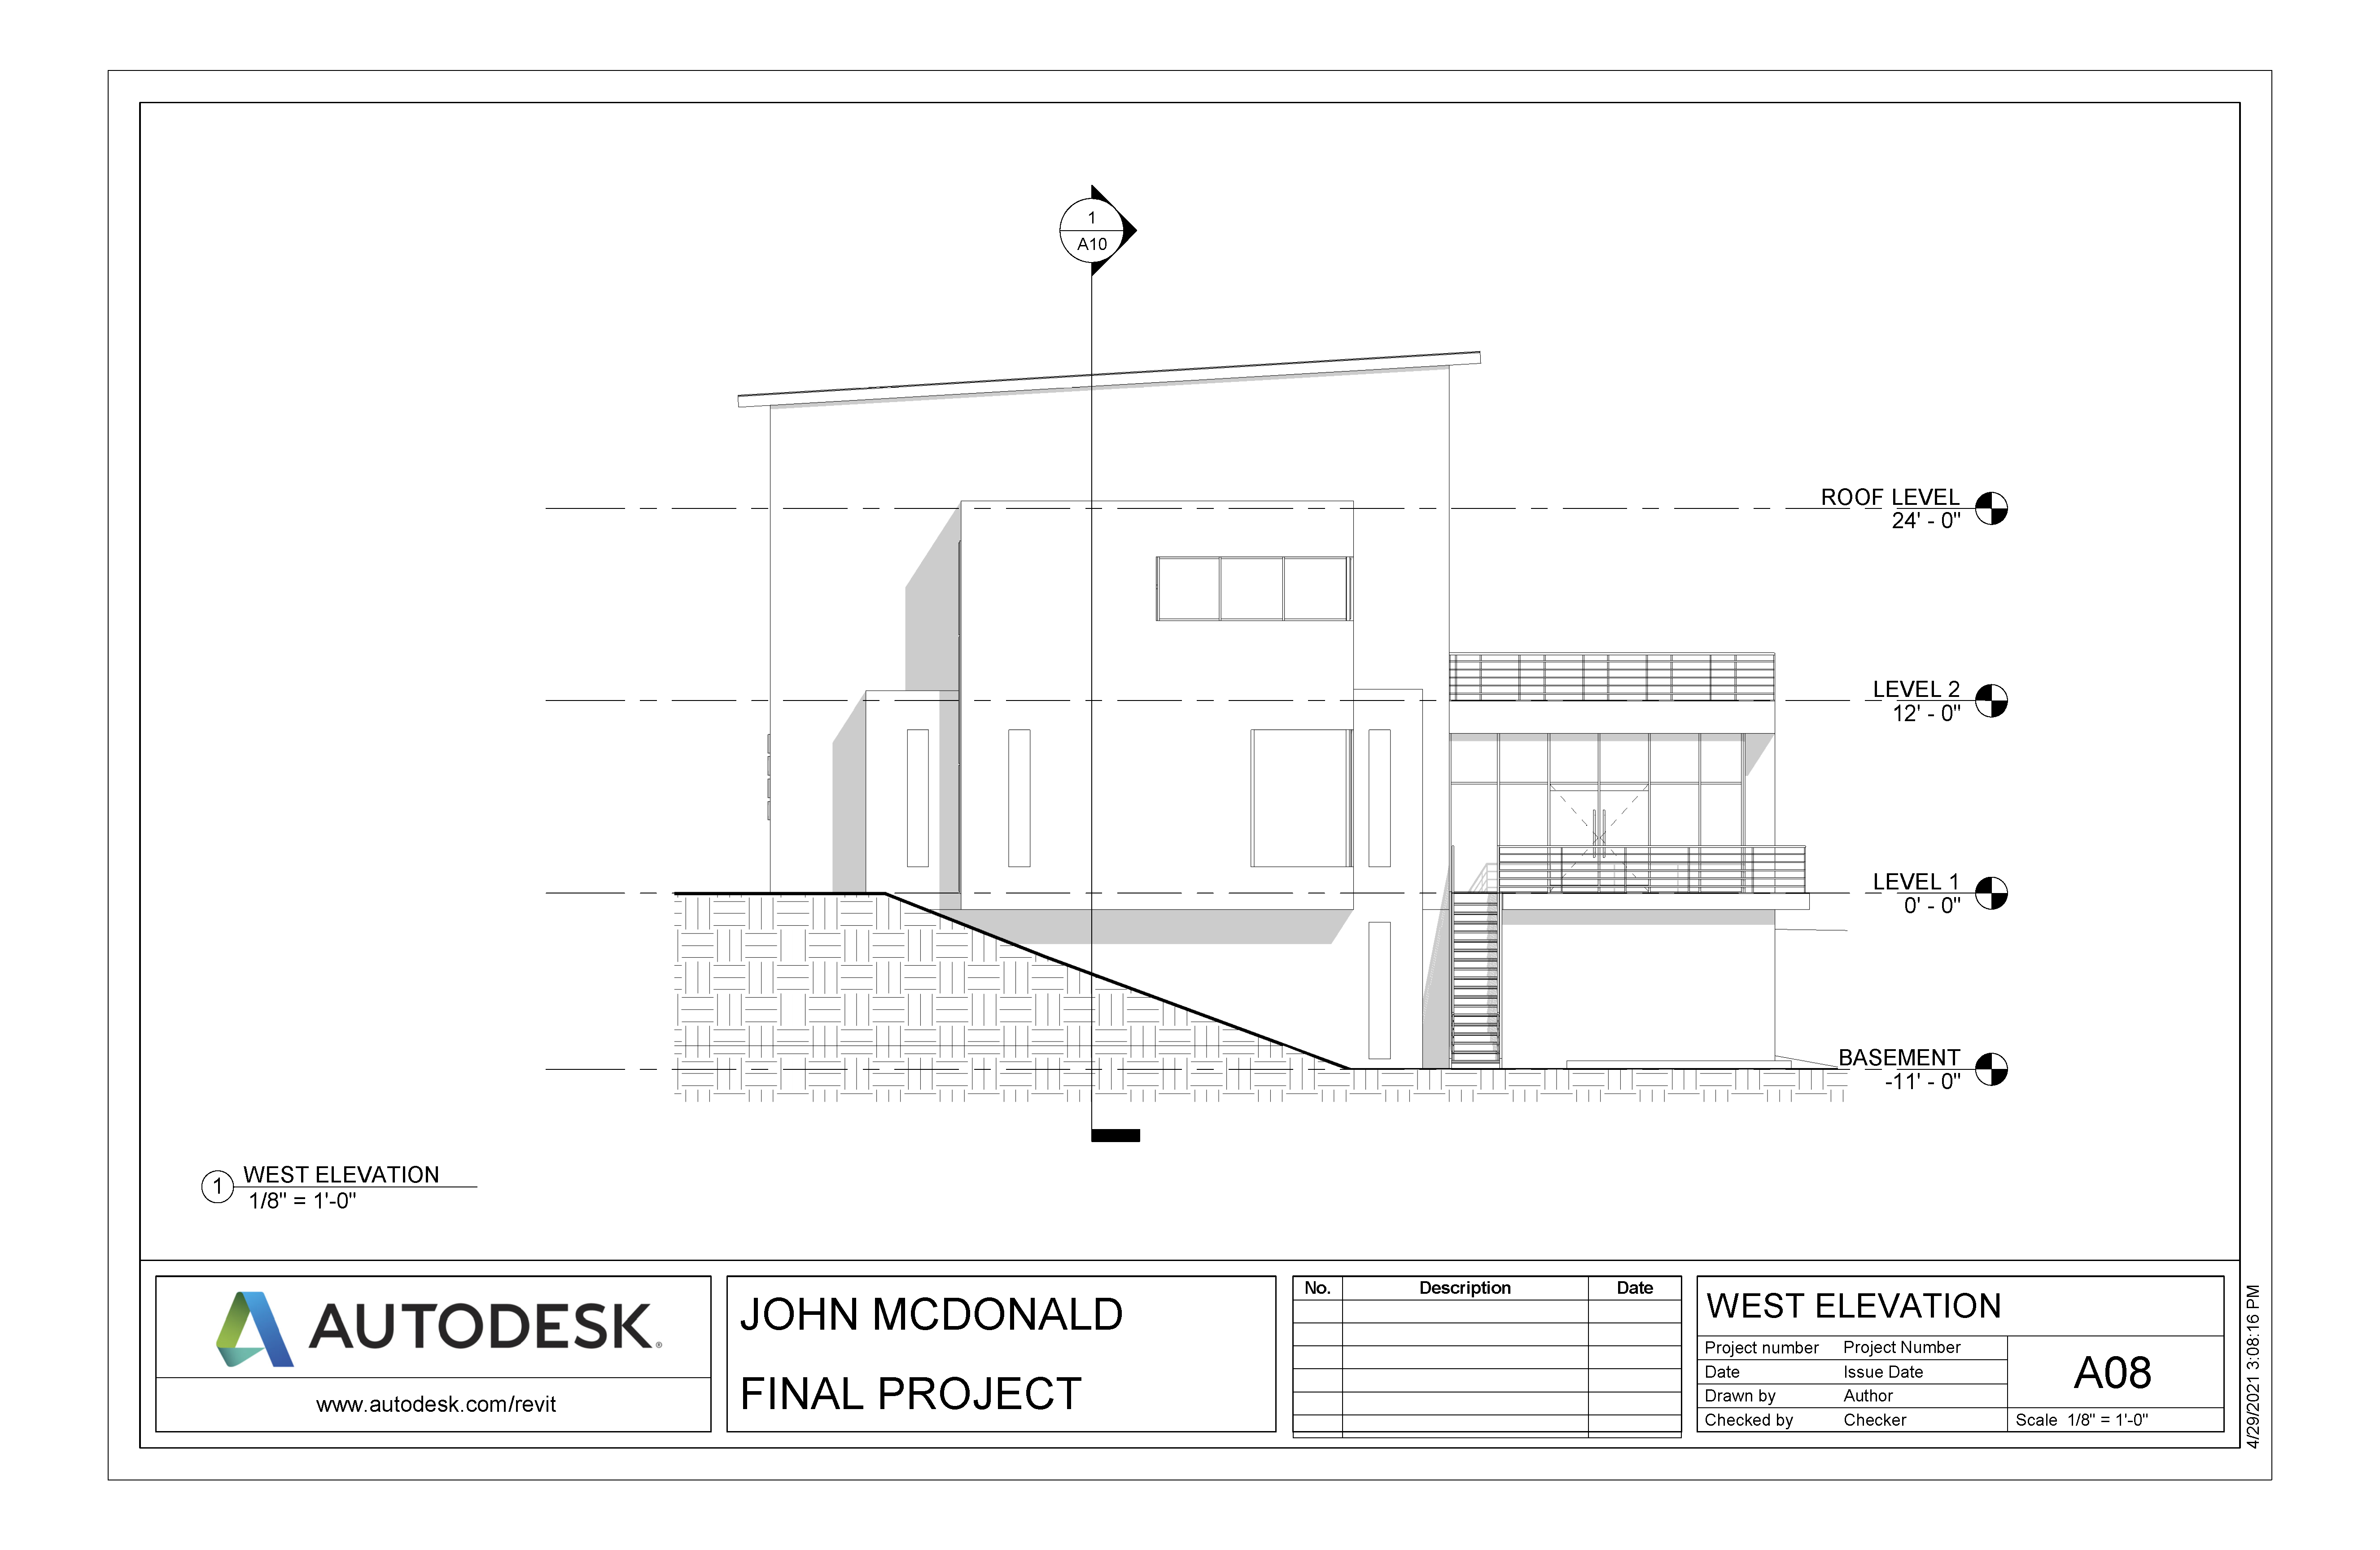 1
A10
ROOF LEVEL
24' - 0"
LEVEL 2
12' - 0"
LEVEL 1
0' - 0"
BASEMENT
-11' - 0"
1
WEST ELEVATION
1/8" = 1'-0"
AUTODESK®
www.autodesk.com/revit
JOHN MCDONALD
FINAL PROJECT
No. Description Date
WEST ELEVATION
Project number Project Number
Date Issue Date
Drawn by Author
Checked by Checker
A08
Scale 1/8" = 1'-0"
4/29/2021 3:08:16 PM